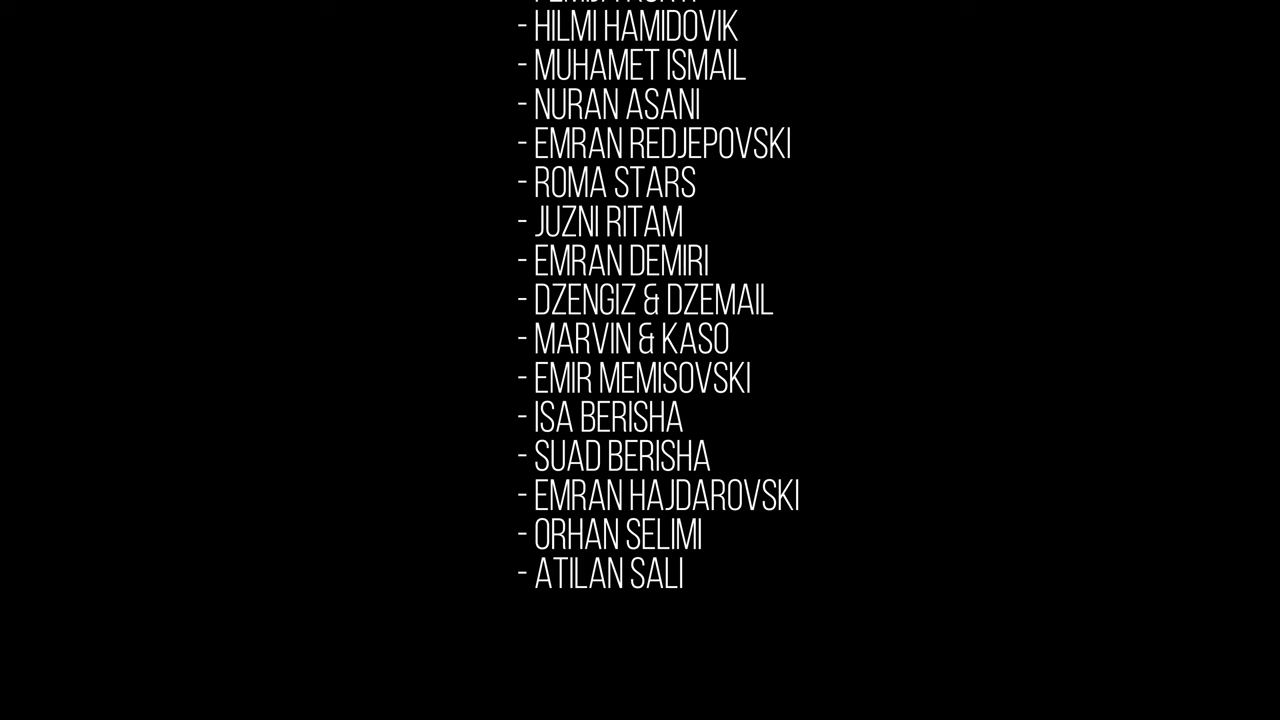 - HILMI HAMIDOVIK
- MUHAMET ISMAIL
- NURAN ASANI
- EMRAN REDJEPOVSKI
- ROMA STARS
- JUZNI RITAM
- EMRAN DEMIRI
- DZENGIZ & DZEMAIL
- MARVIN & KASO
- EMIR MEMISOVSKI
- ISA BERISHA
- SUAD BERISHA
- EMRAN HAJDAROVSKI
- ORHAN SELIMI
- ATILAN SALI